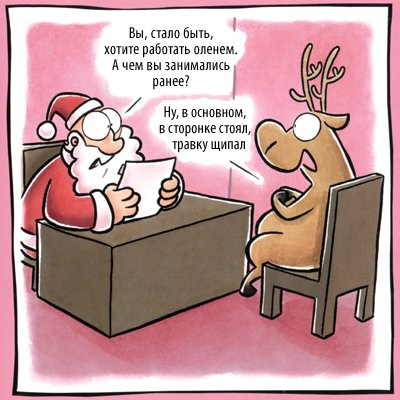 Вы, стало быть,
хотите работать оленем.
А чем вы занимались
ранее?
Ну, в основном,
в сторонке стоял,
травку щипал